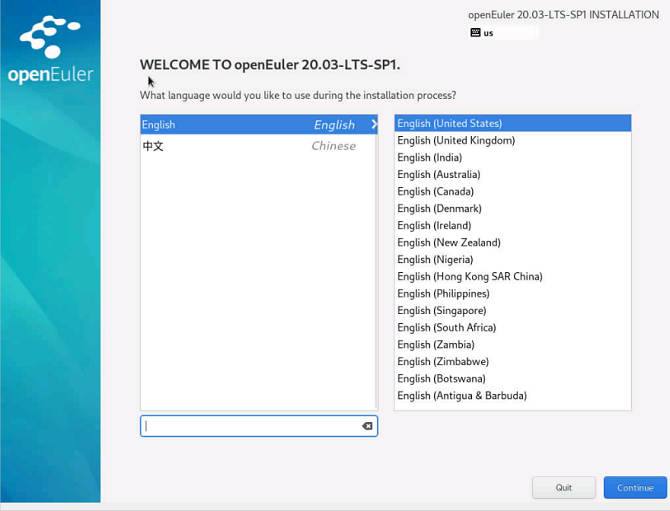 openEuler 20.03-LTS-SP1 INSTALLATION
us
openEuler
WELCOME TO openEuler 20.03-LTS-SP1.
What language would you like to use during the installation process?
English English
中文 Chinese
English (United States)
English (United Kingdom)
English (India)
English (Australia)
English (Canada)
English (Denmark)
English (Ireland)
English (New Zealand)
English (Nigeria)
English (Hong Kong SAR China)
English (Philippines)
English (Singapore)
English (South Africa)
English (Zambia)
English (Zimbabwe)
English (Botswana)
English (Antigua & Barbuda)
Quit
Continue